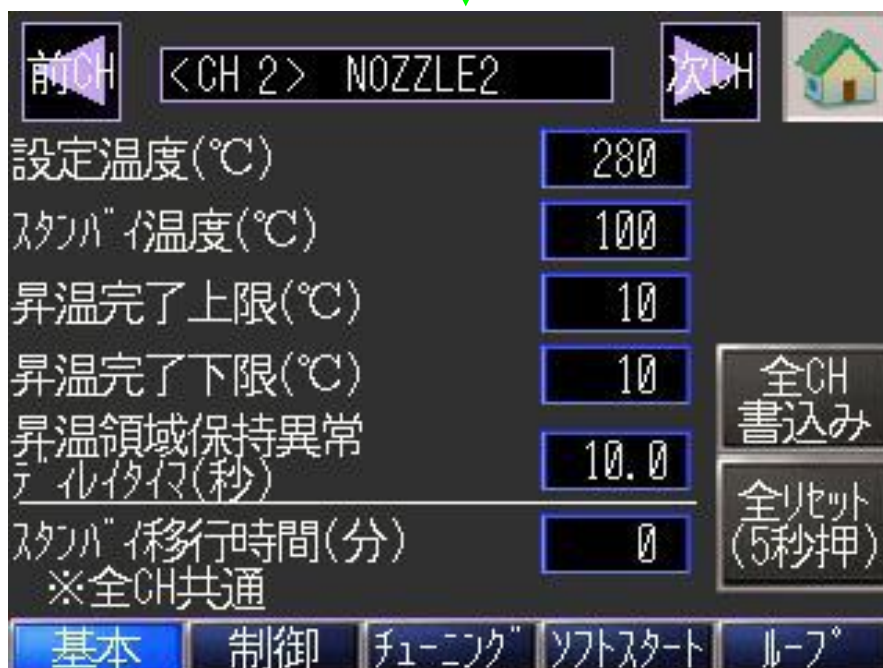 前CH <CH 2> NOZZLE2 次CH
設定温度(℃) 280
ｽﾀﾝﾊﾞｲ温度(℃) 100
昇温完了上限(℃) 10
昇温完了下限(℃) 10
全CH
書込み
昇温領域保持異常
ﾃﾞｨﾚｲﾀｲﾏ(秒) 10.0
全ﾘｾｯﾄ
(5秒押)
ｽﾀﾝﾊﾞｲ移行時間(分) 0
※全CH共通
基本 制御 ﾁｭｰﾆﾝｸﾞ ｿﾌﾄｽﾀｰﾄ ﾙｰﾌﾟ